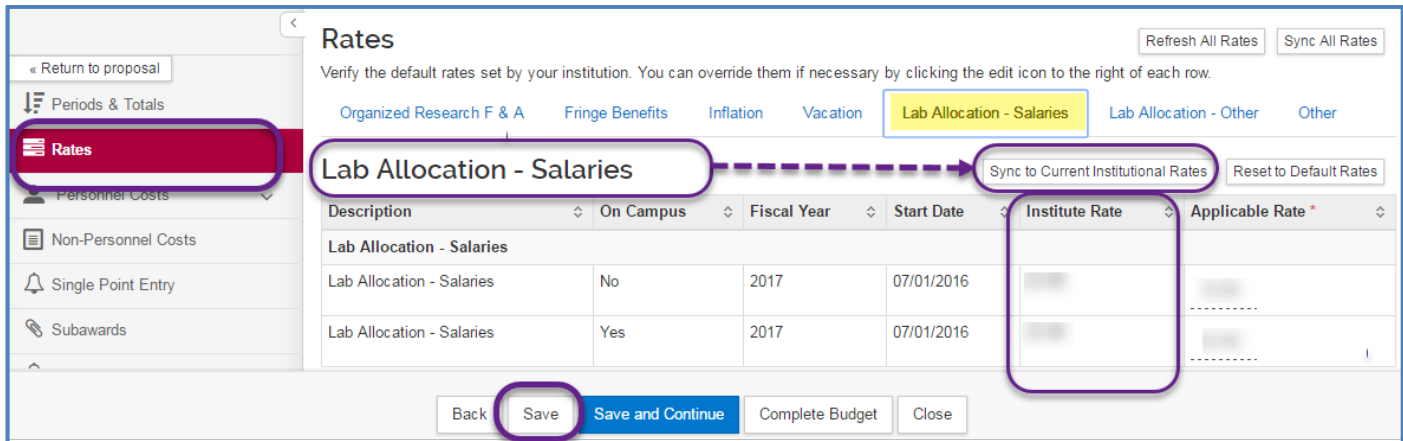 « Return to proposal
Periods & Totals
Rates
Personnel Costs
Non-Personnel Costs
Single Point Entry
Subawards
Rates
Refresh All Rates Sync All Rates
Verify the default rates set by your institution. You can override them if necessary by clicking the edit icon to the right of each row.
Organized Research F & A Fringe Benefits Inflation Vacation Lab Allocation - Salaries Lab Allocation - Other Other
Lab Allocation - Salaries
Sync to Current Institutional Rates Reset to Default Rates
Description On Campus Fiscal Year Start Date Institute Rate Applicable Rate *
Lab Allocation - Salaries
Lab Allocation - Salaries No 2017 07/01/2016
Lab Allocation - Salaries Yes 2017 07/01/2016
Back Save Save and Continue Complete Budget Close